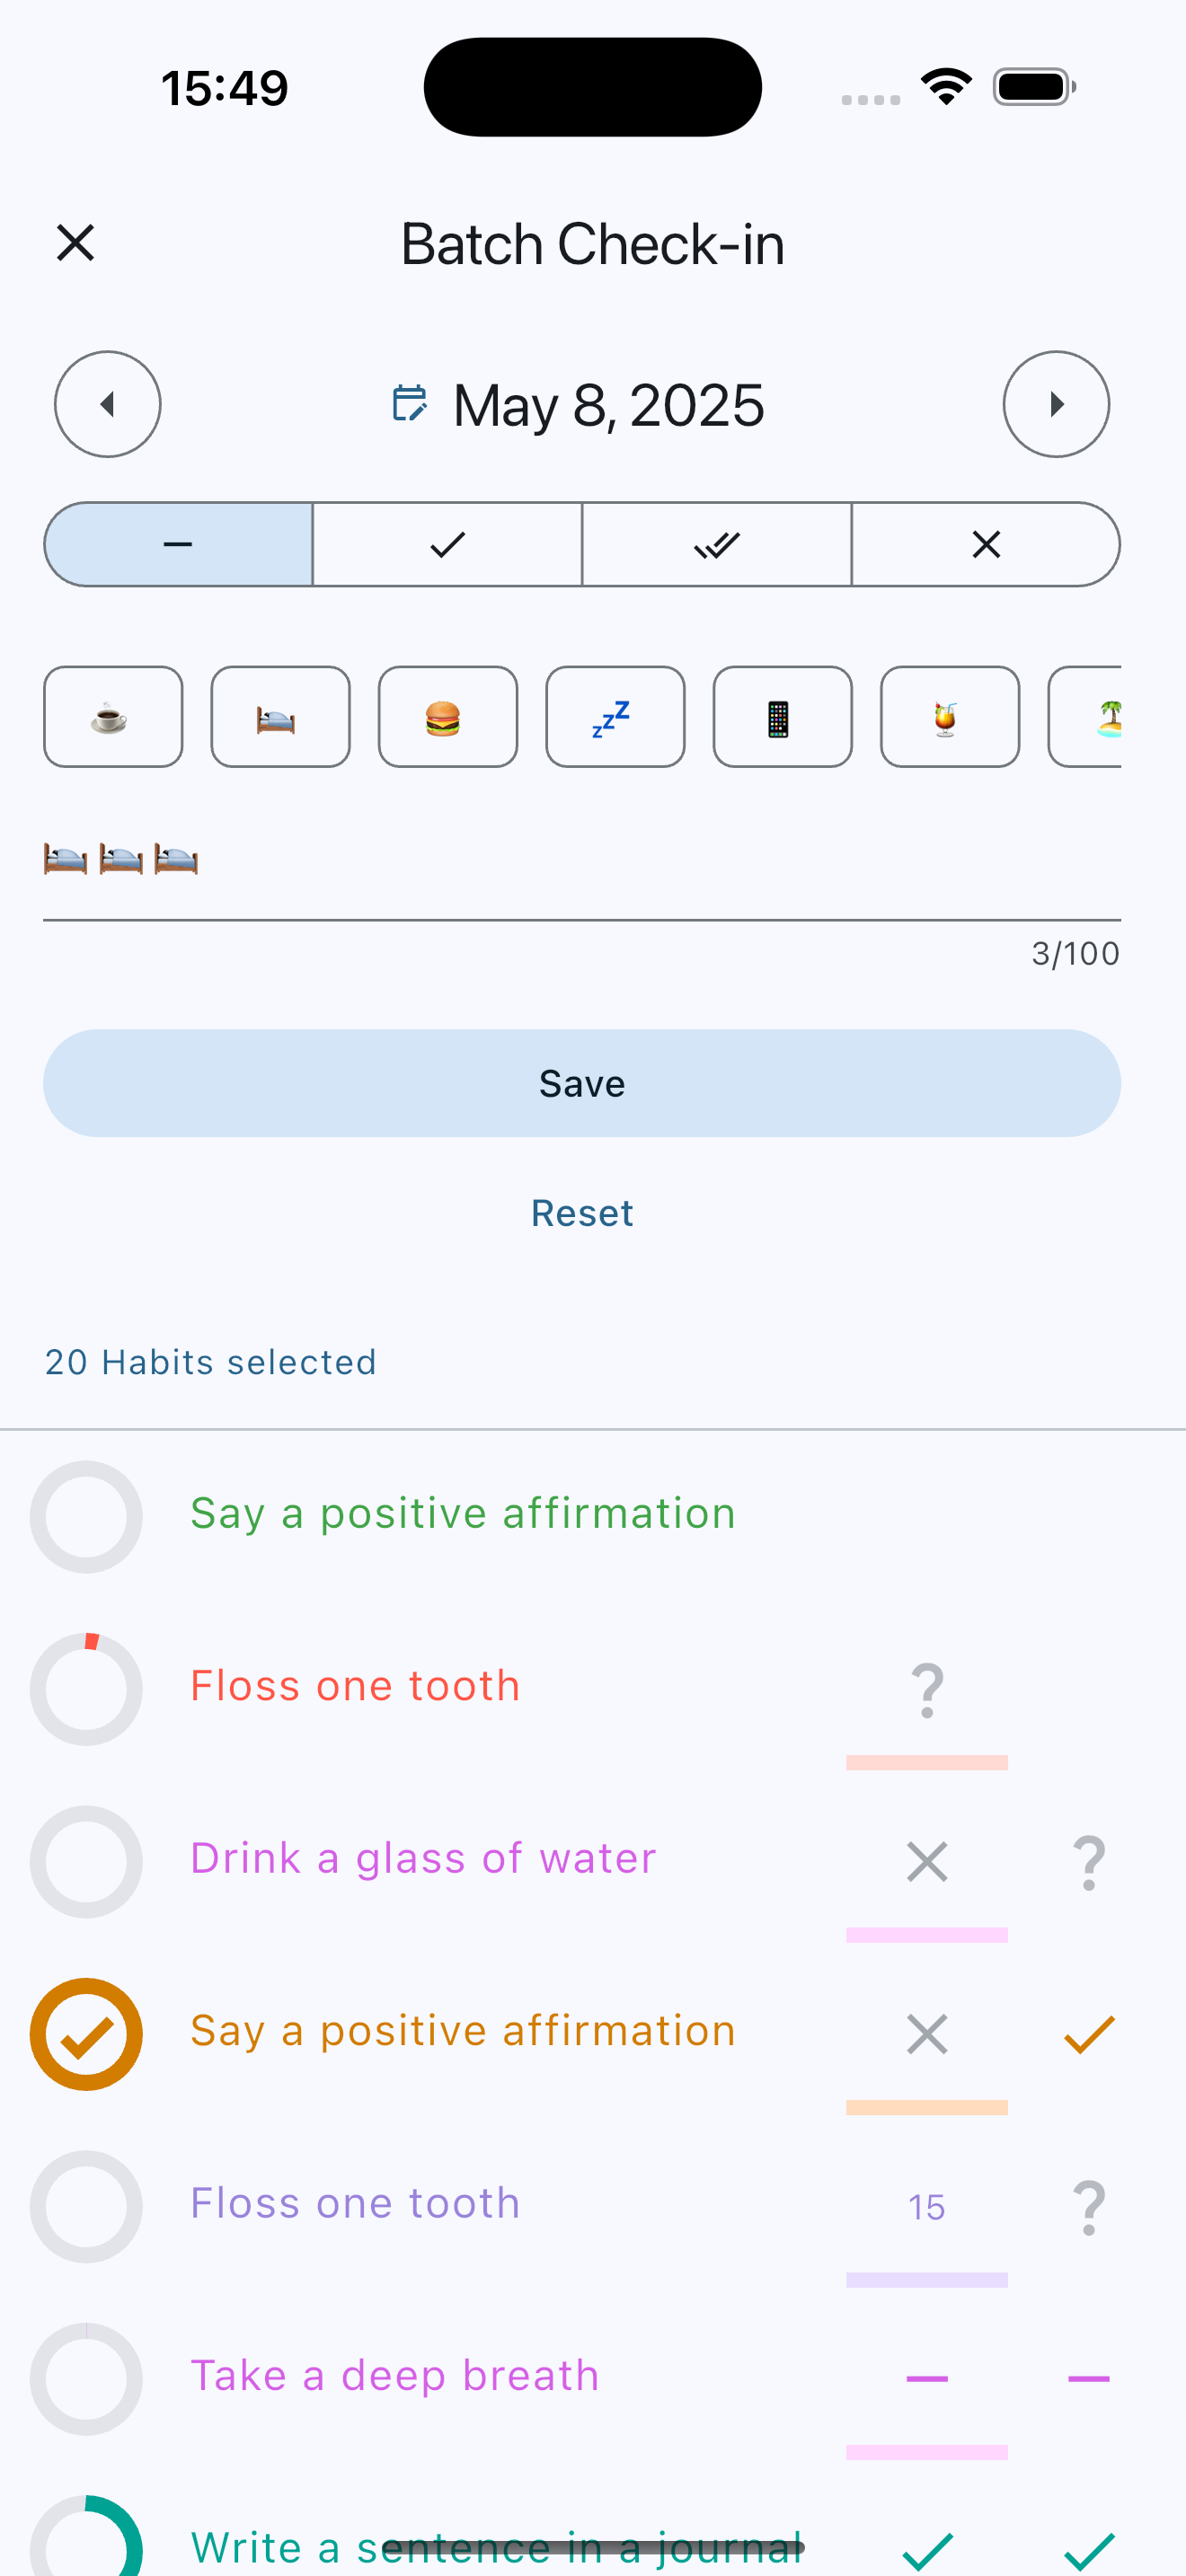 15:49
Batch Check-in
May 8, 2025
3/100
Save
Reset
20 Habits selected
Say a positive affirmation
Floss one tooth
?
Drink a glass of water
?
Say a positive affirmation
Floss one tooth
15
?
Take a deep breath
Write a sentence in a journal